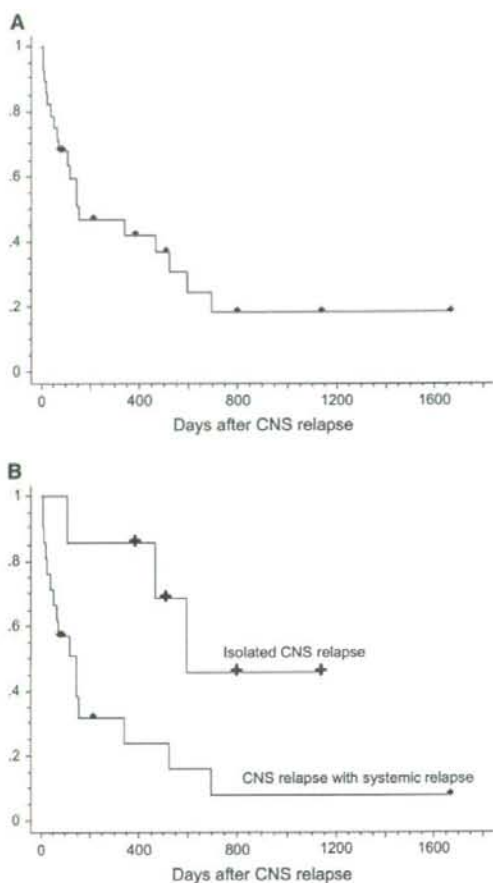 A
1
.8
.6
.4
.2
0
0 400 800 1200 1600
Days after CNS relapse
B
1
.8
.6
Isolated CNS relapse
.4
.2
CNS relapse with systemic relapse
0
0 400 800 1200 1600
Days after CNS relapse